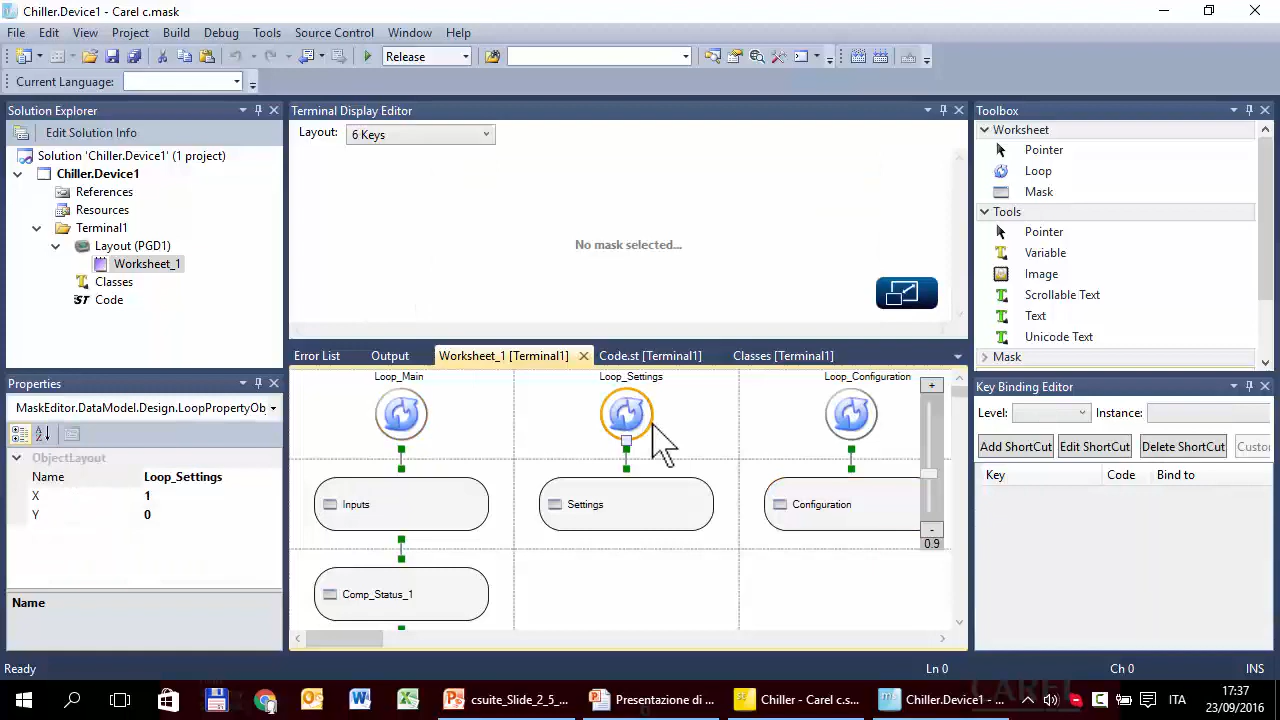 Chiller.Device1 - Carel c.mask
File Edit View Project Build Debug Tools Source Control Window Help
Release
Current Language:
Solution Explorer
Edit Solution Info
Solution 'Chiller.Device1' (1 project)
Chiller.Device1
References
Resources
Terminal1
Layout (PGD1)
Worksheet_1
Classes
ST Code
Properties
MaskEditor.DataModel.Design.LoopPropertyOb
ObjectLayout
Name Loop_Settings
X 1
Y 0
Name
Terminal Display Editor
Layout: 6 Keys
No mask selected...
Error List Output Worksheet_1 [Terminal1] Code.st [Terminal1] Classes [Terminal1]
Loop_Main Loop_Settings Loop_Configuration
Inputs Settings Configuration
Comp_Status_1
+
-
0.9
Toolbox
Worksheet
Pointer
Loop
Mask
Tools
Pointer
Variable
Image
Scrollable Text
Text
Unicode Text
Mask
Key Binding Editor
Level: Instance:
Add ShortCut Edit ShortCut Delete ShortCut Custo
Key Code Bind to
Ready Ln 0 Ch 0 INS
csuite_Slide_2_5_... Presentazione di ... Chiller - Carel c.s... Chiller.Device1 - ... ITA
17:37
23/09/2016